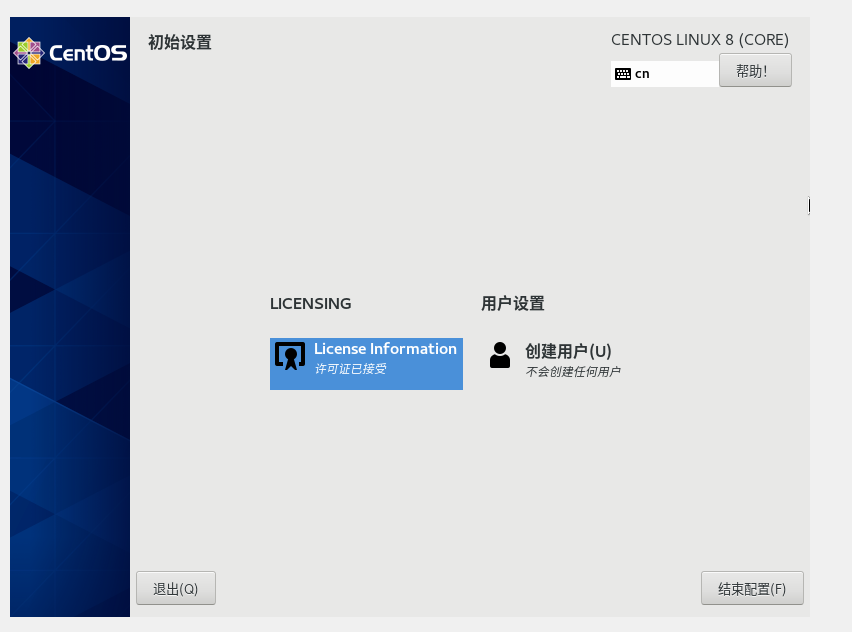 CentOS
初始设置
CENTOS LINUX 8 (CORE)
cn
帮助!
LICENSING
用户设置
License Information
许可证已接受
创建用户(U)
不会创建任何用户
退出(Q)
结束配置(F)